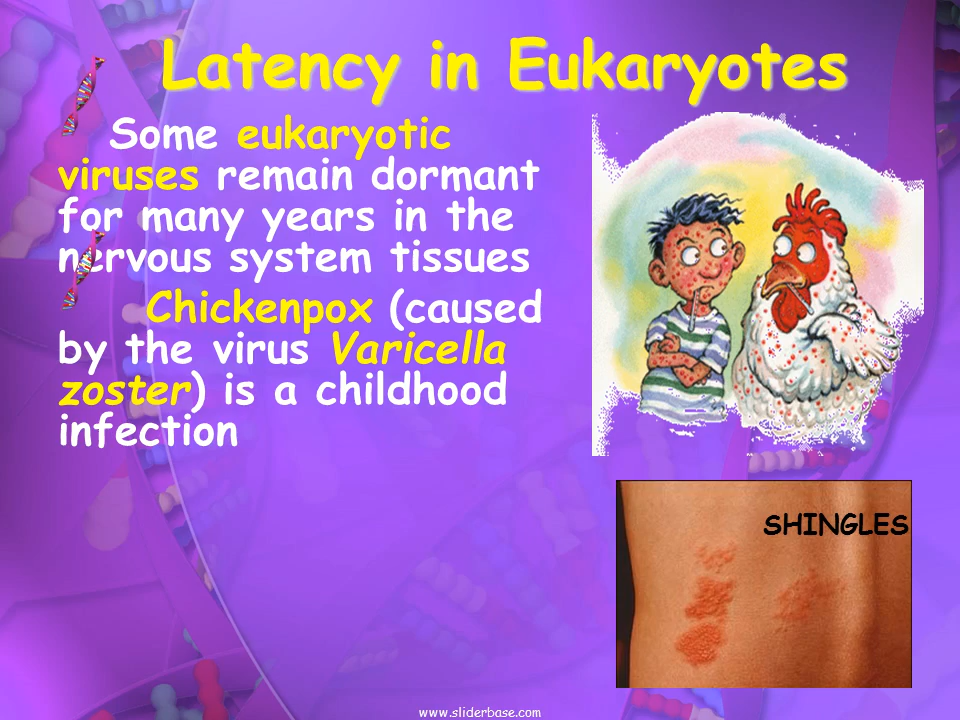 Latency in Eukaryotes
Some eukaryotic
viruses remain dormant
for many years in the
nervous system tissues
Chickenpox (caused
by the virus Varicella
zoster) is a childhood
infection
SHINGLES
www.sliderbase.com